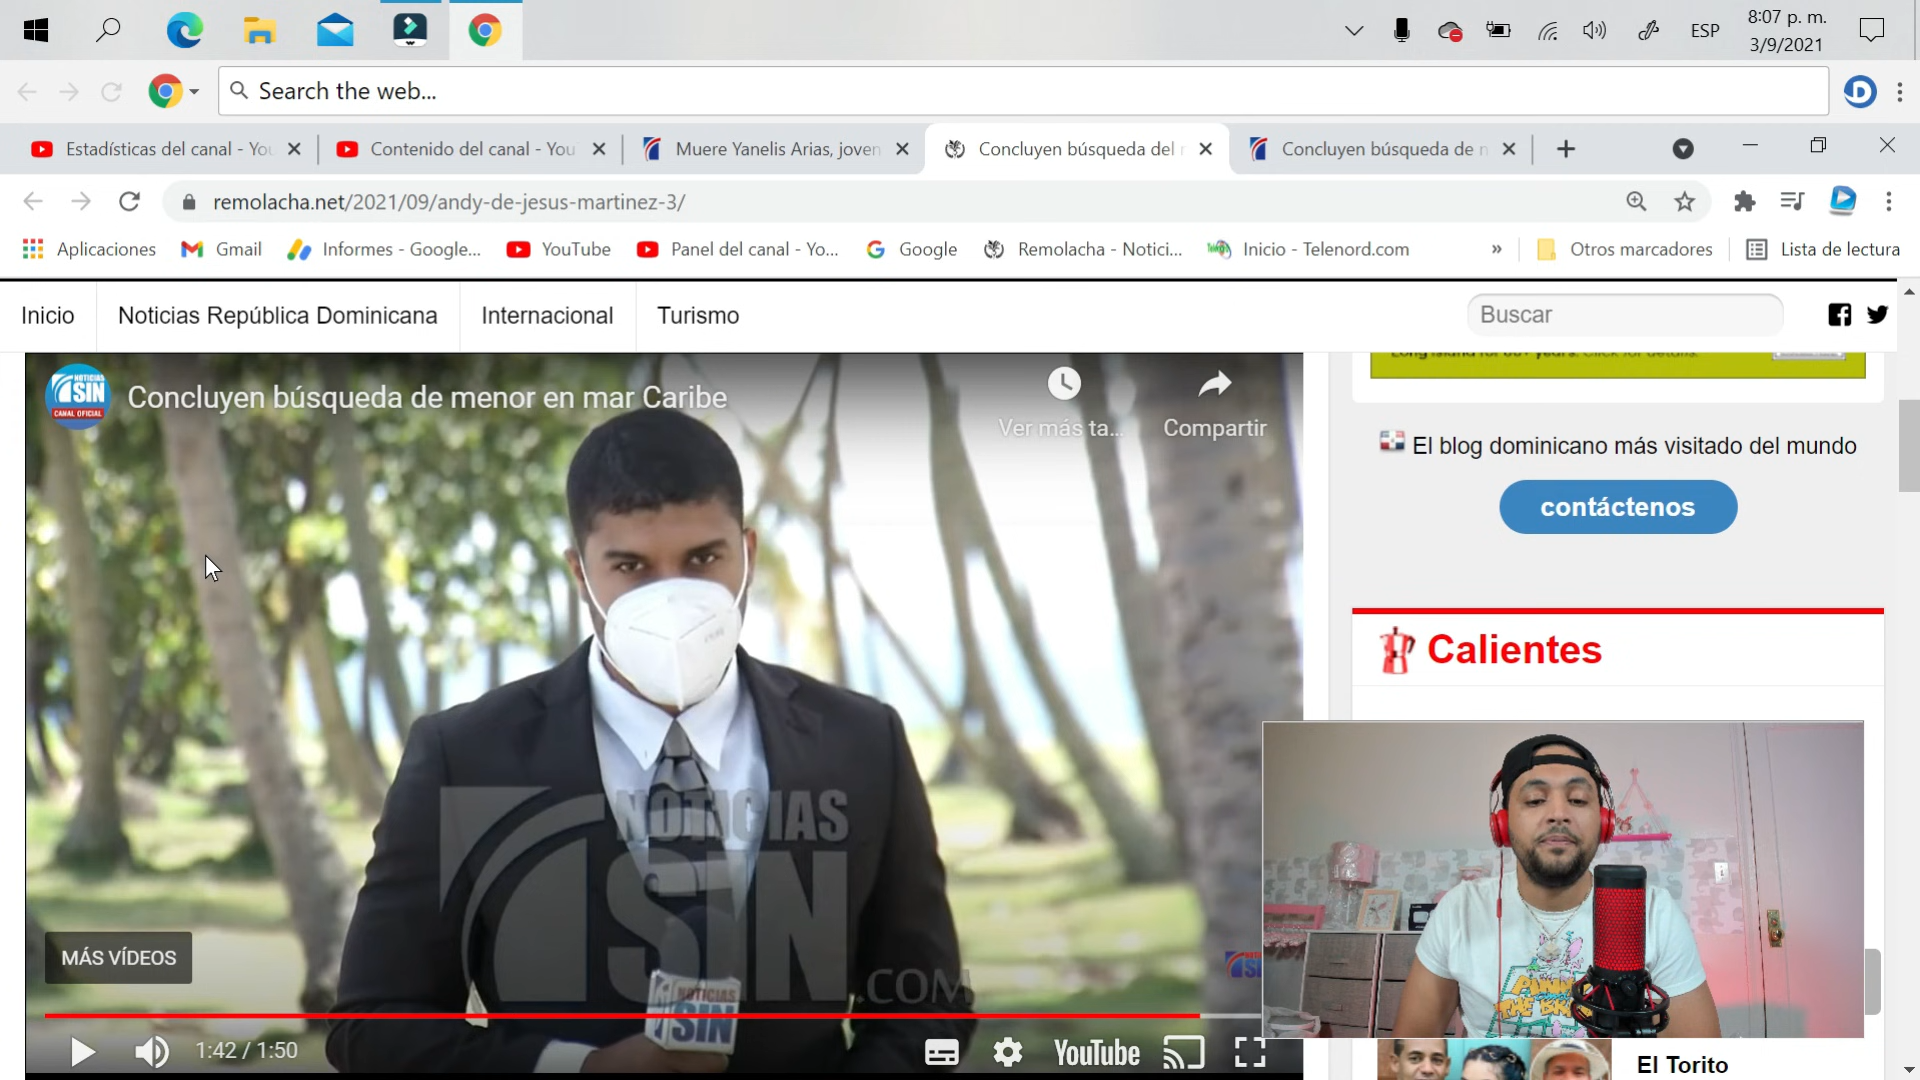 ESP
8:07 p. m.
3/9/2021
Search the web...
Estadísticas del canal - You
Contenido del canal - You
Muere Yanelis Arias, joven
Concluyen búsqueda del
Concluyen búsqueda de
remolacha.net/2021/09/andy-de-jesus-martinez-3/
Aplicaciones
Gmail
Informes - Google...
YouTube
Panel del canal - Yo...
Google
Remolacha - Notici...
Inicio - Telenord.com
»
Otros marcadores
Lista de lectura
Inicio
Noticias República Dominicana
Internacional
Turismo
Buscar
NOTICIAS
SIN
CANAL OFICIAL
Concluyen búsqueda de menor en mar Caribe
Ver más ta...
Compartir
El blog dominicano más visitado del mundo
contáctenos
Calientes
NOTICIAS
SIN
.COM
NOTICIAS
SIN
MÁS VÍDEOS
1:42 / 1:50
YouTube
El Torito